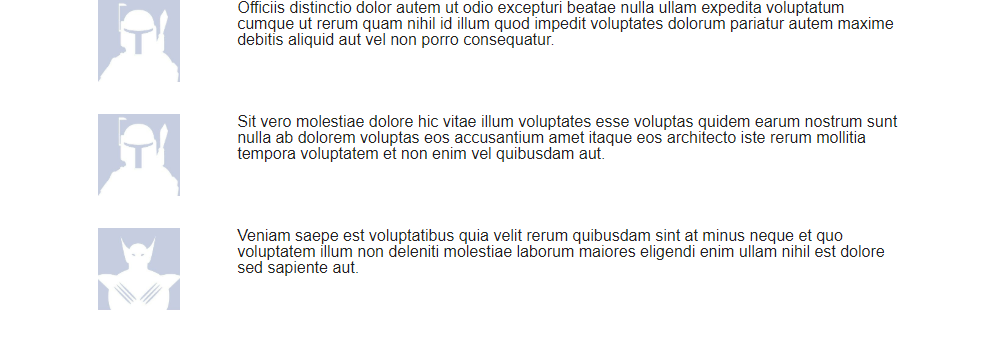 Officiis distinctio dolor autem ut odio excepturi beatae nulla ullam expedita voluptatum
cumque ut rerum quam nihil id illum quod impedit voluptates dolorum pariatur autem maxime
debitis aliquid aut vel non porro consequatur.
Sit vero molestiae dolore hic vitae illum voluptates esse voluptas quidem earum nostrum sunt
nulla ab dolorem voluptas eos accusantium amet itaque eos architecto iste rerum mollitia
tempora voluptatem et non enim vel quibusdam aut.
Veniam saepe est voluptatibus quia velit rerum quibusdam sint at minus neque et quo
voluptatem illum non deleniti molestiae laborum maiores eligendi enim ullam nihil est dolore
sed sapiente aut.